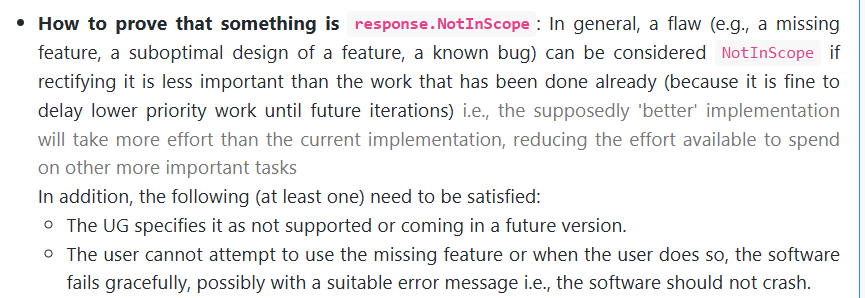 • How to prove that something is response.NotInScope: In general, a flaw (e.g., a missing
feature, a suboptimal design of a feature, a known bug) can be considered NotInScope if
rectifying it is less important than the work that has been done already (because it is fine to
delay lower priority work until future iterations) i.e., the supposedly 'better' implementation
will take more effort than the current implementation, reducing the effort available to spend
on other more important tasks
In addition, the following (at least one) need to be satisfied:
◦ The UG specifies it as not supported or coming in a future version.
◦ The user cannot attempt to use the missing feature or when the user does so, the software
fails gracefully, possibly with a suitable error message i.e., the software should not crash.